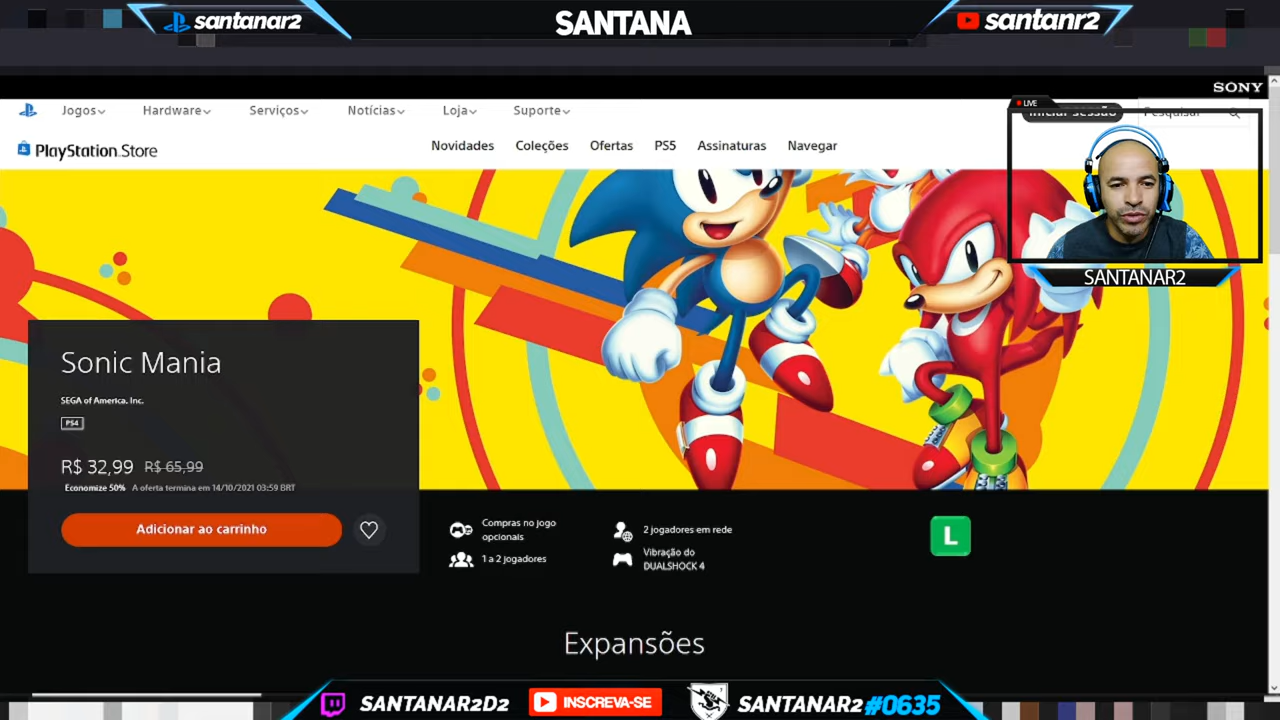 santanar2
SANTANA
santanr2
SONY
Jogos
Hardware
Serviços
Notícias
Loja
Suporte
LIVE
Iniciar sessão
Pesquisar
PlayStation.Store
Novidades
Coleções
Ofertas
PS5
Assinaturas
Navegar
SANTANAR2
Sonic Mania
SEGA of America, Inc.
PS4
R$ 32,99 R$ 65,99
Economize 50% A oferta termina em 14/10/2021 03:59 BRT
Adicionar ao carrinho
Compras no jogo
opcionais
1 a 2 jogadores
2 jogadores em rede
Vibração do
DUALSHOCK 4
L
Expansões
SANTANAR2D2
INSCREVA-SE
SANTANAR2 #0635